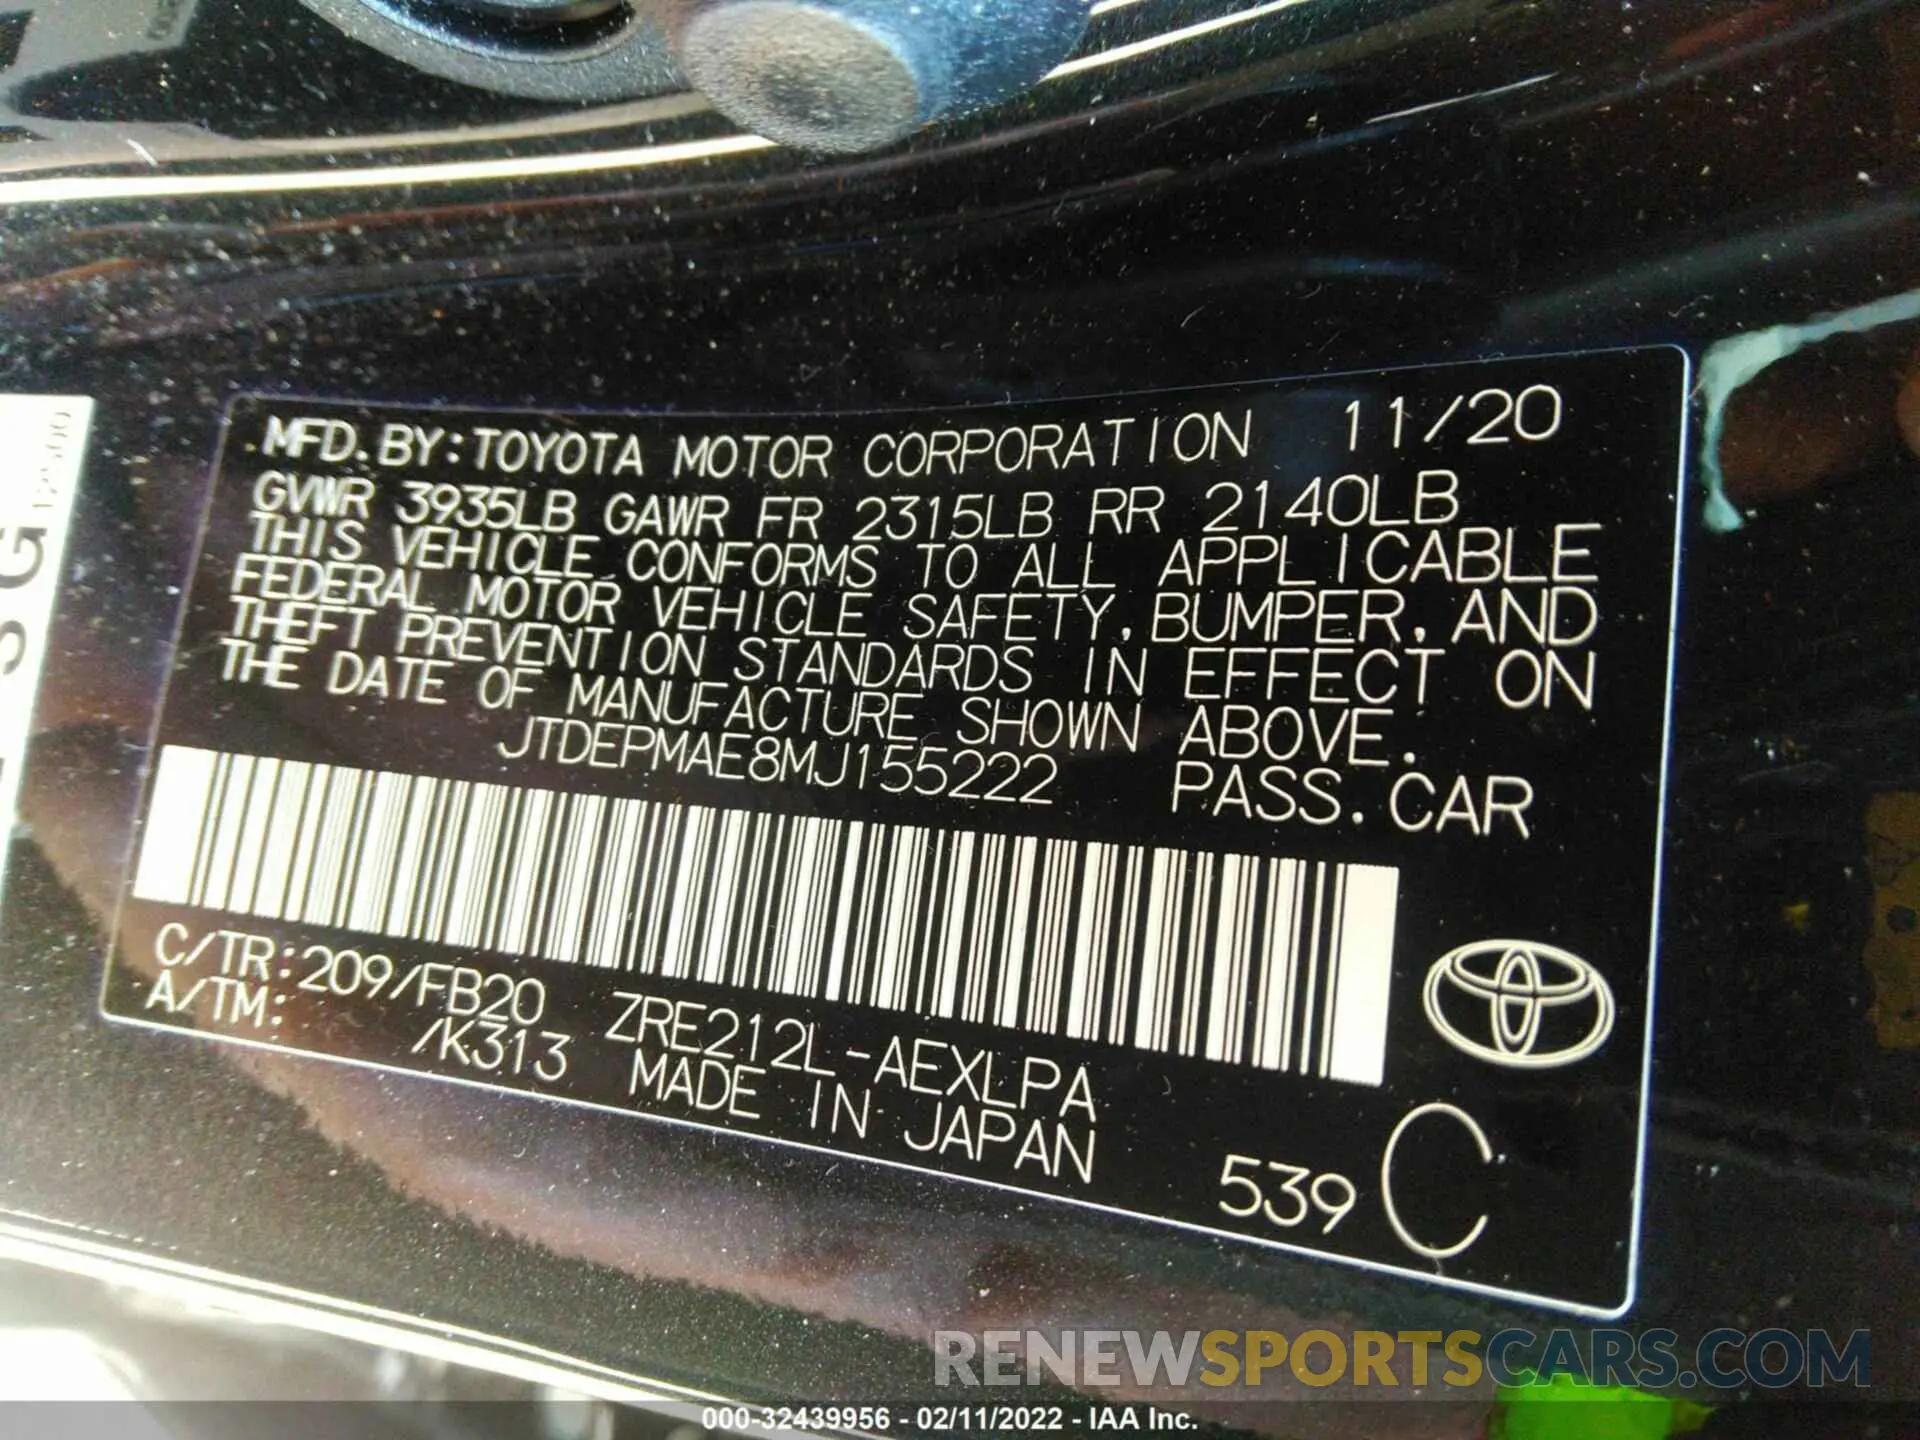 MFD.BY:TOYOTA MOTOR CORPORATION 11/20
GVWR 3935LB GAWR FR 2315LB RR 2140LB
THIS VEHICLE CONFORMS TO ALL APPLICABLE
FEDERAL MOTOR VEHICLE SAFETY, BUMPER, AND
THEFT PREVENTION STANDARDS IN EFFECT ON
THE DATE OF MANUFACTURE SHOWN ABOVE.
JTDEPMAE8MJ155222 PASS.CAR
C/TR:209/FB20 ZRE212L-AEXLPA
A/TM: /K313 MADE IN JAPAN
539 C
RENEWSPORTSCARS.COM
000-32439956 - 02/11/2022 - IAA Inc.